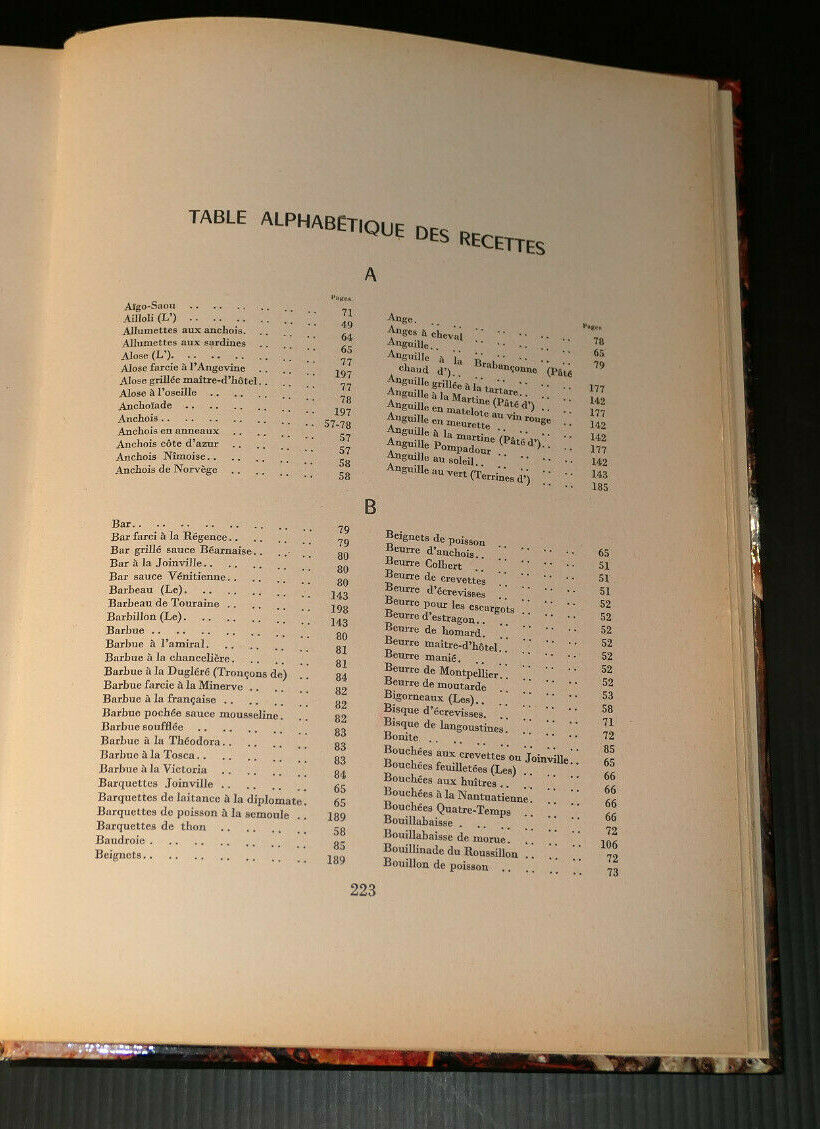 TABLE ALPHABÉTIQUE DES RECETTES
A
Pages
Aïgo-Saou .. .. .. .. .. .. 71
Ailloli (L') .. .. .. .. .. .. 49
Allumettes aux anchois. .. .. .. 64
Allumettes aux sardines .. .. .. 65
Alose (L'). .. .. .. .. .. .. 77
Alose farcie à l'Angevine .. .. .. 197
Alose grillée maître-d'hôtel.. .. .. 77
Alose à l'oseille .. .. .. .. .. 78
Anchoïade .. .. .. .. .. .. 197
Anchois.. .. .. .. .. .. .. 57-78
Anchois en anneaux .. .. .. .. 57
Anchois côte d'azur .. .. .. .. 57
Anchois Nîmoise.. .. .. .. .. 58
Anchois de Norvège .. .. .. .. 58
Pages
Ange. .. .. .. .. .. .. .. 78
Anges à cheval .. .. .. .. .. 65
Anguille.. .. .. .. .. .. .. 79
Anguille à la Brabançonne (Pâté
chaud d').. .. .. .. .. .. 177
Anguille grillée à la tartare.. .. .. 142
Anguille à la Martine (Pâté d') .. .. 177
Anguille en matelote au vin rouge .. 142
Anguille en meurette .. .. .. .. 142
Anguille à la martine (Pâté d').. .. 177
Anguille Pompadour .. .. .. .. 142
Anguille au soleil.. .. .. .. .. 143
Anguille au vert (Terrines d') .. .. 185
B
Bar.. .. .. .. .. .. .. .. 79
Bar farci à la Régence.. .. .. .. 79
Bar grillé sauce Béarnaise.. .. .. 80
Bar à la Joinville.. .. .. .. .. 80
Bar sauce Vénitienne.. .. .. .. 80
Barbeau (Le). .. .. .. .. .. 143
Barbeau de Touraine .. .. .. .. 198
Barbillon (Le). .. .. .. .. .. 143
Barbue .. .. .. .. .. .. .. 80
Barbue à l'amiral. .. .. .. .. 81
Barbue à la chancelière. .. .. .. 81
Barbue à la Dugléré (Tronçons de) .. 84
Barbue farcie à la Minerve .. .. .. 82
Barbue à la française .. .. .. .. 82
Barbue pochée sauce mousseline. .. 82
Barbue soufflée .. .. .. .. .. 83
Barbue à la Théodora.. .. .. .. 83
Barbue à la Tosca.. .. .. .. .. 83
Barbue à la Victoria .. .. .. .. 84
Barquettes Joinville .. .. .. .. 65
Barquettes de laitance à la diplomate. 65
Barquettes de poisson à la semoule .. 189
Barquettes de thon .. .. .. .. 58
Baudroie .. .. .. .. .. .. .. 85
Beignets.. .. .. .. .. .. .. 189
Beignets de poisson .. .. .. .. 65
Beurre d'anchois.. .. .. .. .. 51
Beurre Colbert .. .. .. .. .. 51
Beurre de crevettes .. .. .. .. 51
Beurre d'écrevisses .. .. .. .. 52
Beurre pour les escargots .. .. .. 52
Beurre d'estragon.. .. .. .. .. 52
Beurre de homard. .. .. .. .. 52
Beurre maître-d'hôtel.. .. .. .. 52
Beurre manié. .. .. .. .. .. 52
Beurre de Montpellier.. .. .. .. 52
Beurre de moutarde .. .. .. .. 53
Bigorneaux (Les).. .. .. .. .. 58
Bisque d'écrevisses. .. .. .. .. 71
Bisque de langoustines. .. .. .. 72
Bonite .. .. .. .. .. .. .. 85
Bouchées aux crevettes ou Joinville.. 65
Bouchées feuilletées (Les) .. .. .. 66
Bouchées aux huîtres .. .. .. .. 66
Bouchées à la Nantuatienne. .. .. 66
Bouchées Quatre-Temps .. .. .. 66
Bouillabaisse . .. .. .. .. .. 72
Bouillabaisse de morue. .. .. .. 106
Bouillinade du Roussillon .. .. .. 72
Bouillon de poisson .. .. .. .. 73
223